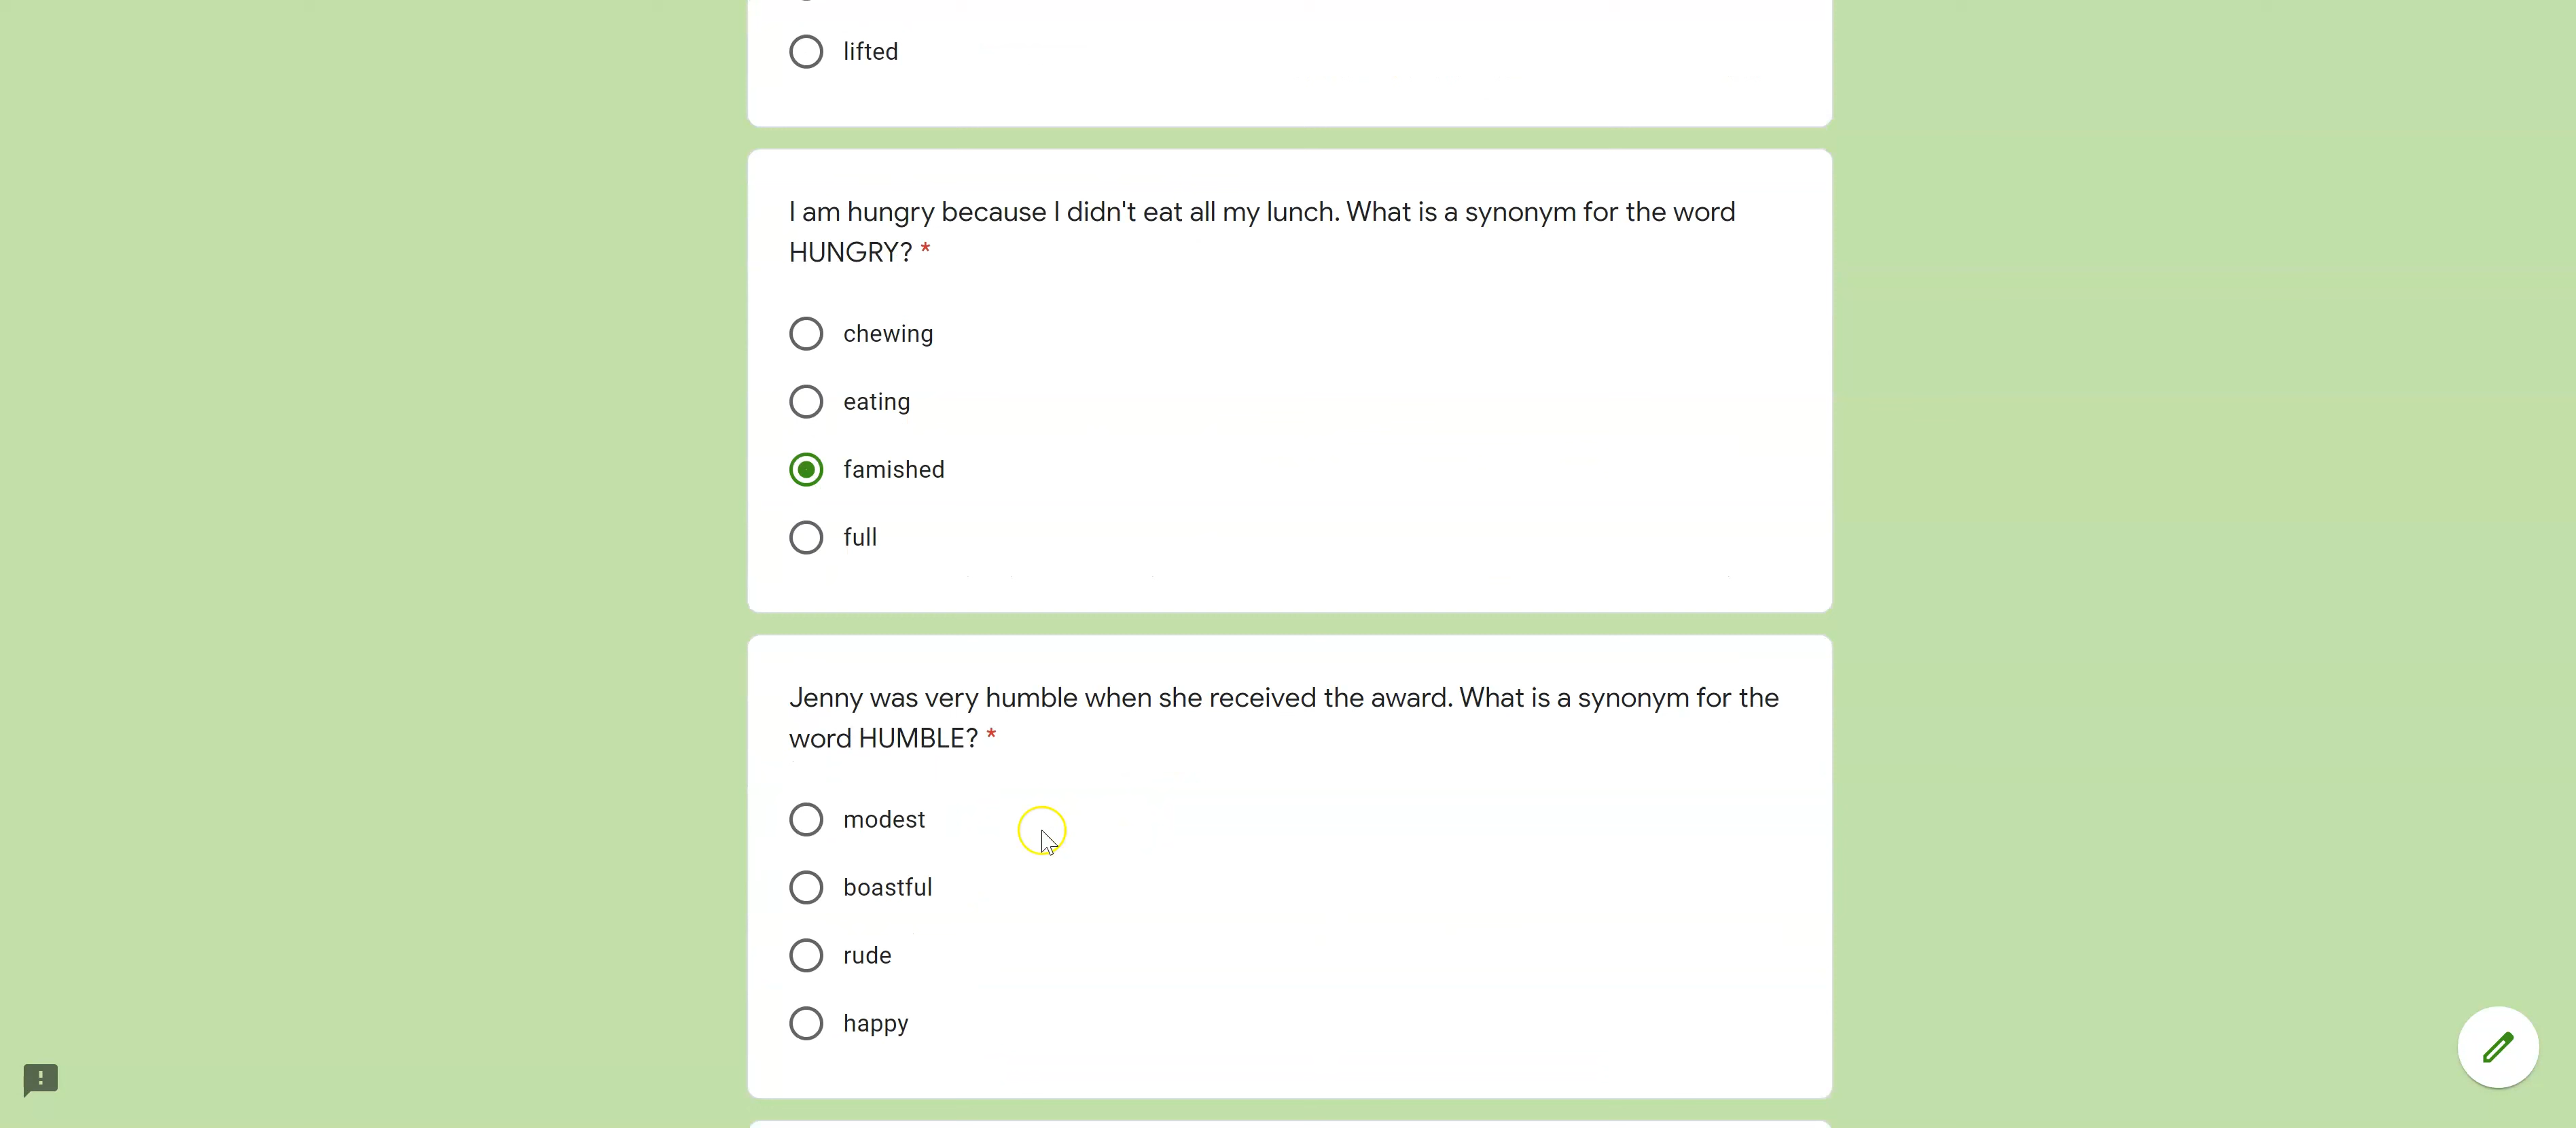 lifted
I am hungry because I didn't eat all my lunch. What is a synonym for the word
HUNGRY? *
chewing
eating
famished
full
Jenny was very humble when she received the award. What is a synonym for the
word HUMBLE? *
modest
boastful
rude
happy